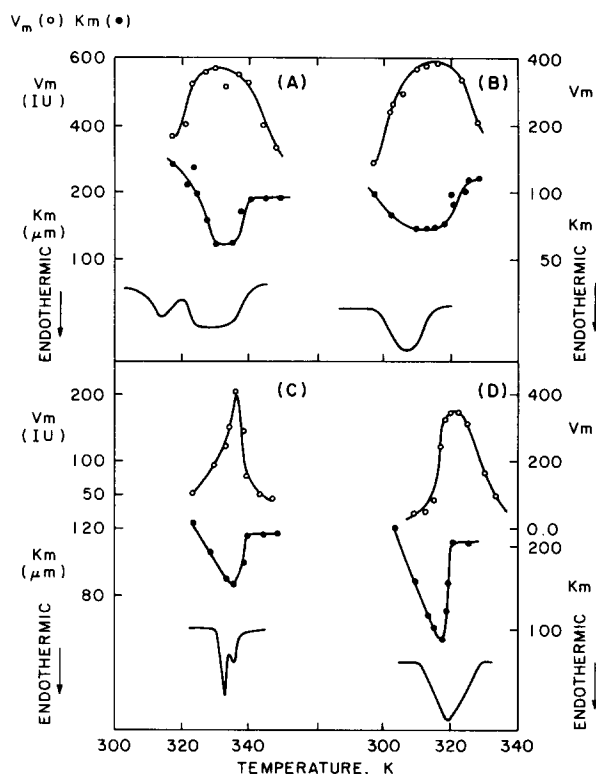 Vm (○) Km (●)
600
Vm
(IU)
400
200
Km
(μm)
100
ENDOTHERMIC
(A)
(B)
400
Vm
200
100
Km
50
ENDOTHERMIC
200
Vm
(IU)
100
50
120
Km
(μm)
80
ENDOTHERMIC
(C)
(D)
400
Vm
200
0.0
200
Km
100
ENDOTHERMIC
300 320 340 300 320 340
TEMPERATURE, K